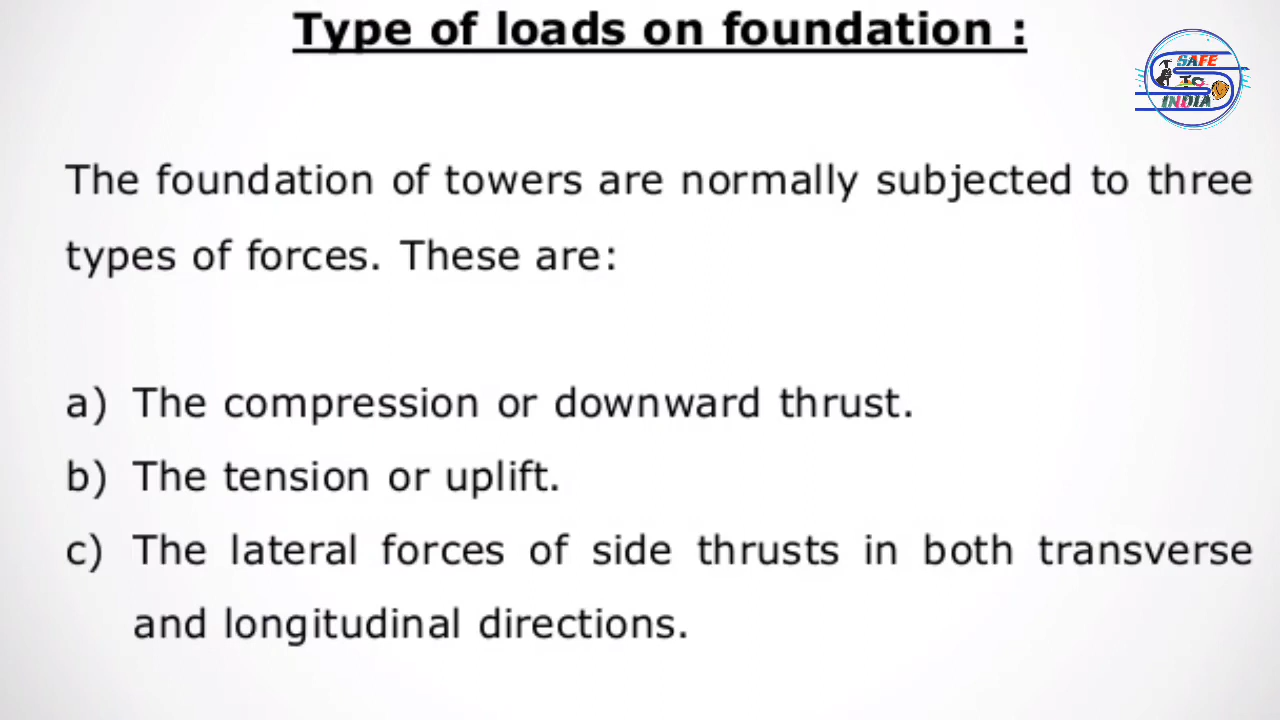 Type of loads on foundation :
SAFE
TO
INDIA
The foundation of towers are normally subjected to three
types of forces. These are:
a) The compression or downward thrust.
b) The tension or uplift.
c) The lateral forces of side thrusts in both transverse
and longitudinal directions.